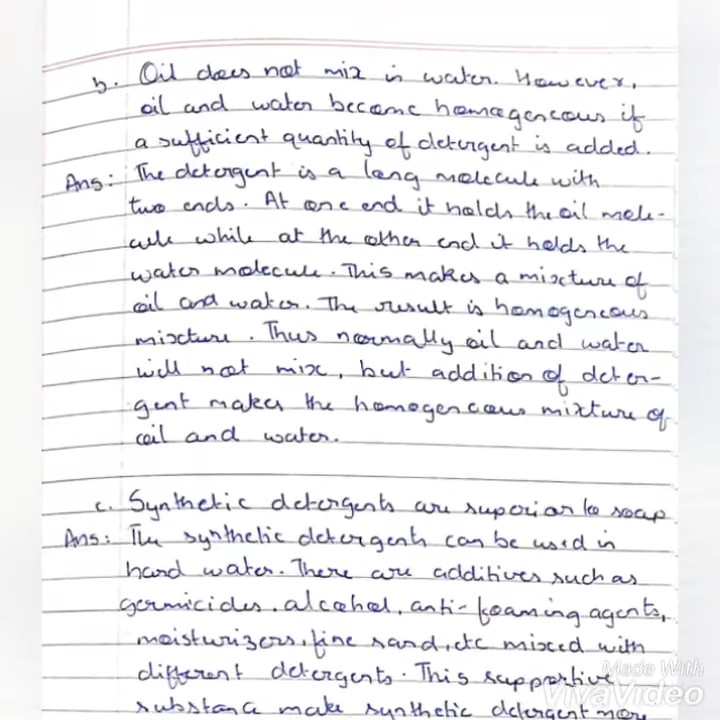 b. Oil does not mix in water. However,
oil and water become homogeneous if
a sufficient quantity of detergent is added.
Ans: The detergent is a long molecule with
two ends. At one end it holds the oil mole-
cule while at the other end it holds the
water molecule. This makes a mixture of
oil and water. The result is homogeneous
mixture. Thus normally oil and water
will not mix, but addition of deter-
gent makes the homogeneous mixture of
oil and water.
c. Synthetic detergents are superior to soap
Ans: The synthetic detergents can be used in
hard water. There are additives such as
germicides, alcohol, anti-foaming agents,
moisturizers, fine sand, etc mixed with
different detergents. This supportive
substance make synthetic detergent more
Made With
VivaVideo